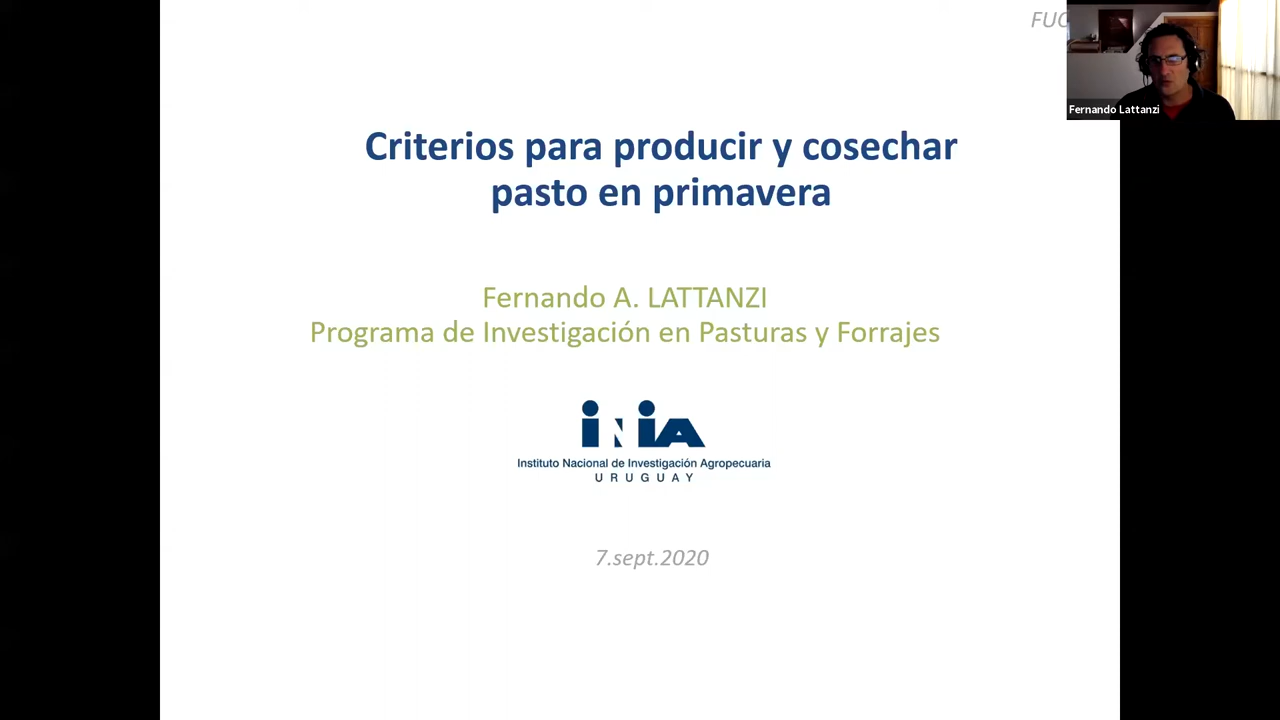 Fernando Lattanzi
Criterios para producir y cosechar
pasto en primavera
Fernando A. LATTANZI
Programa de Investigación en Pasturas y Forrajes
INIA
Instituto Nacional de Investigación Agropecuaria
URUGUAY
7.sept.2020